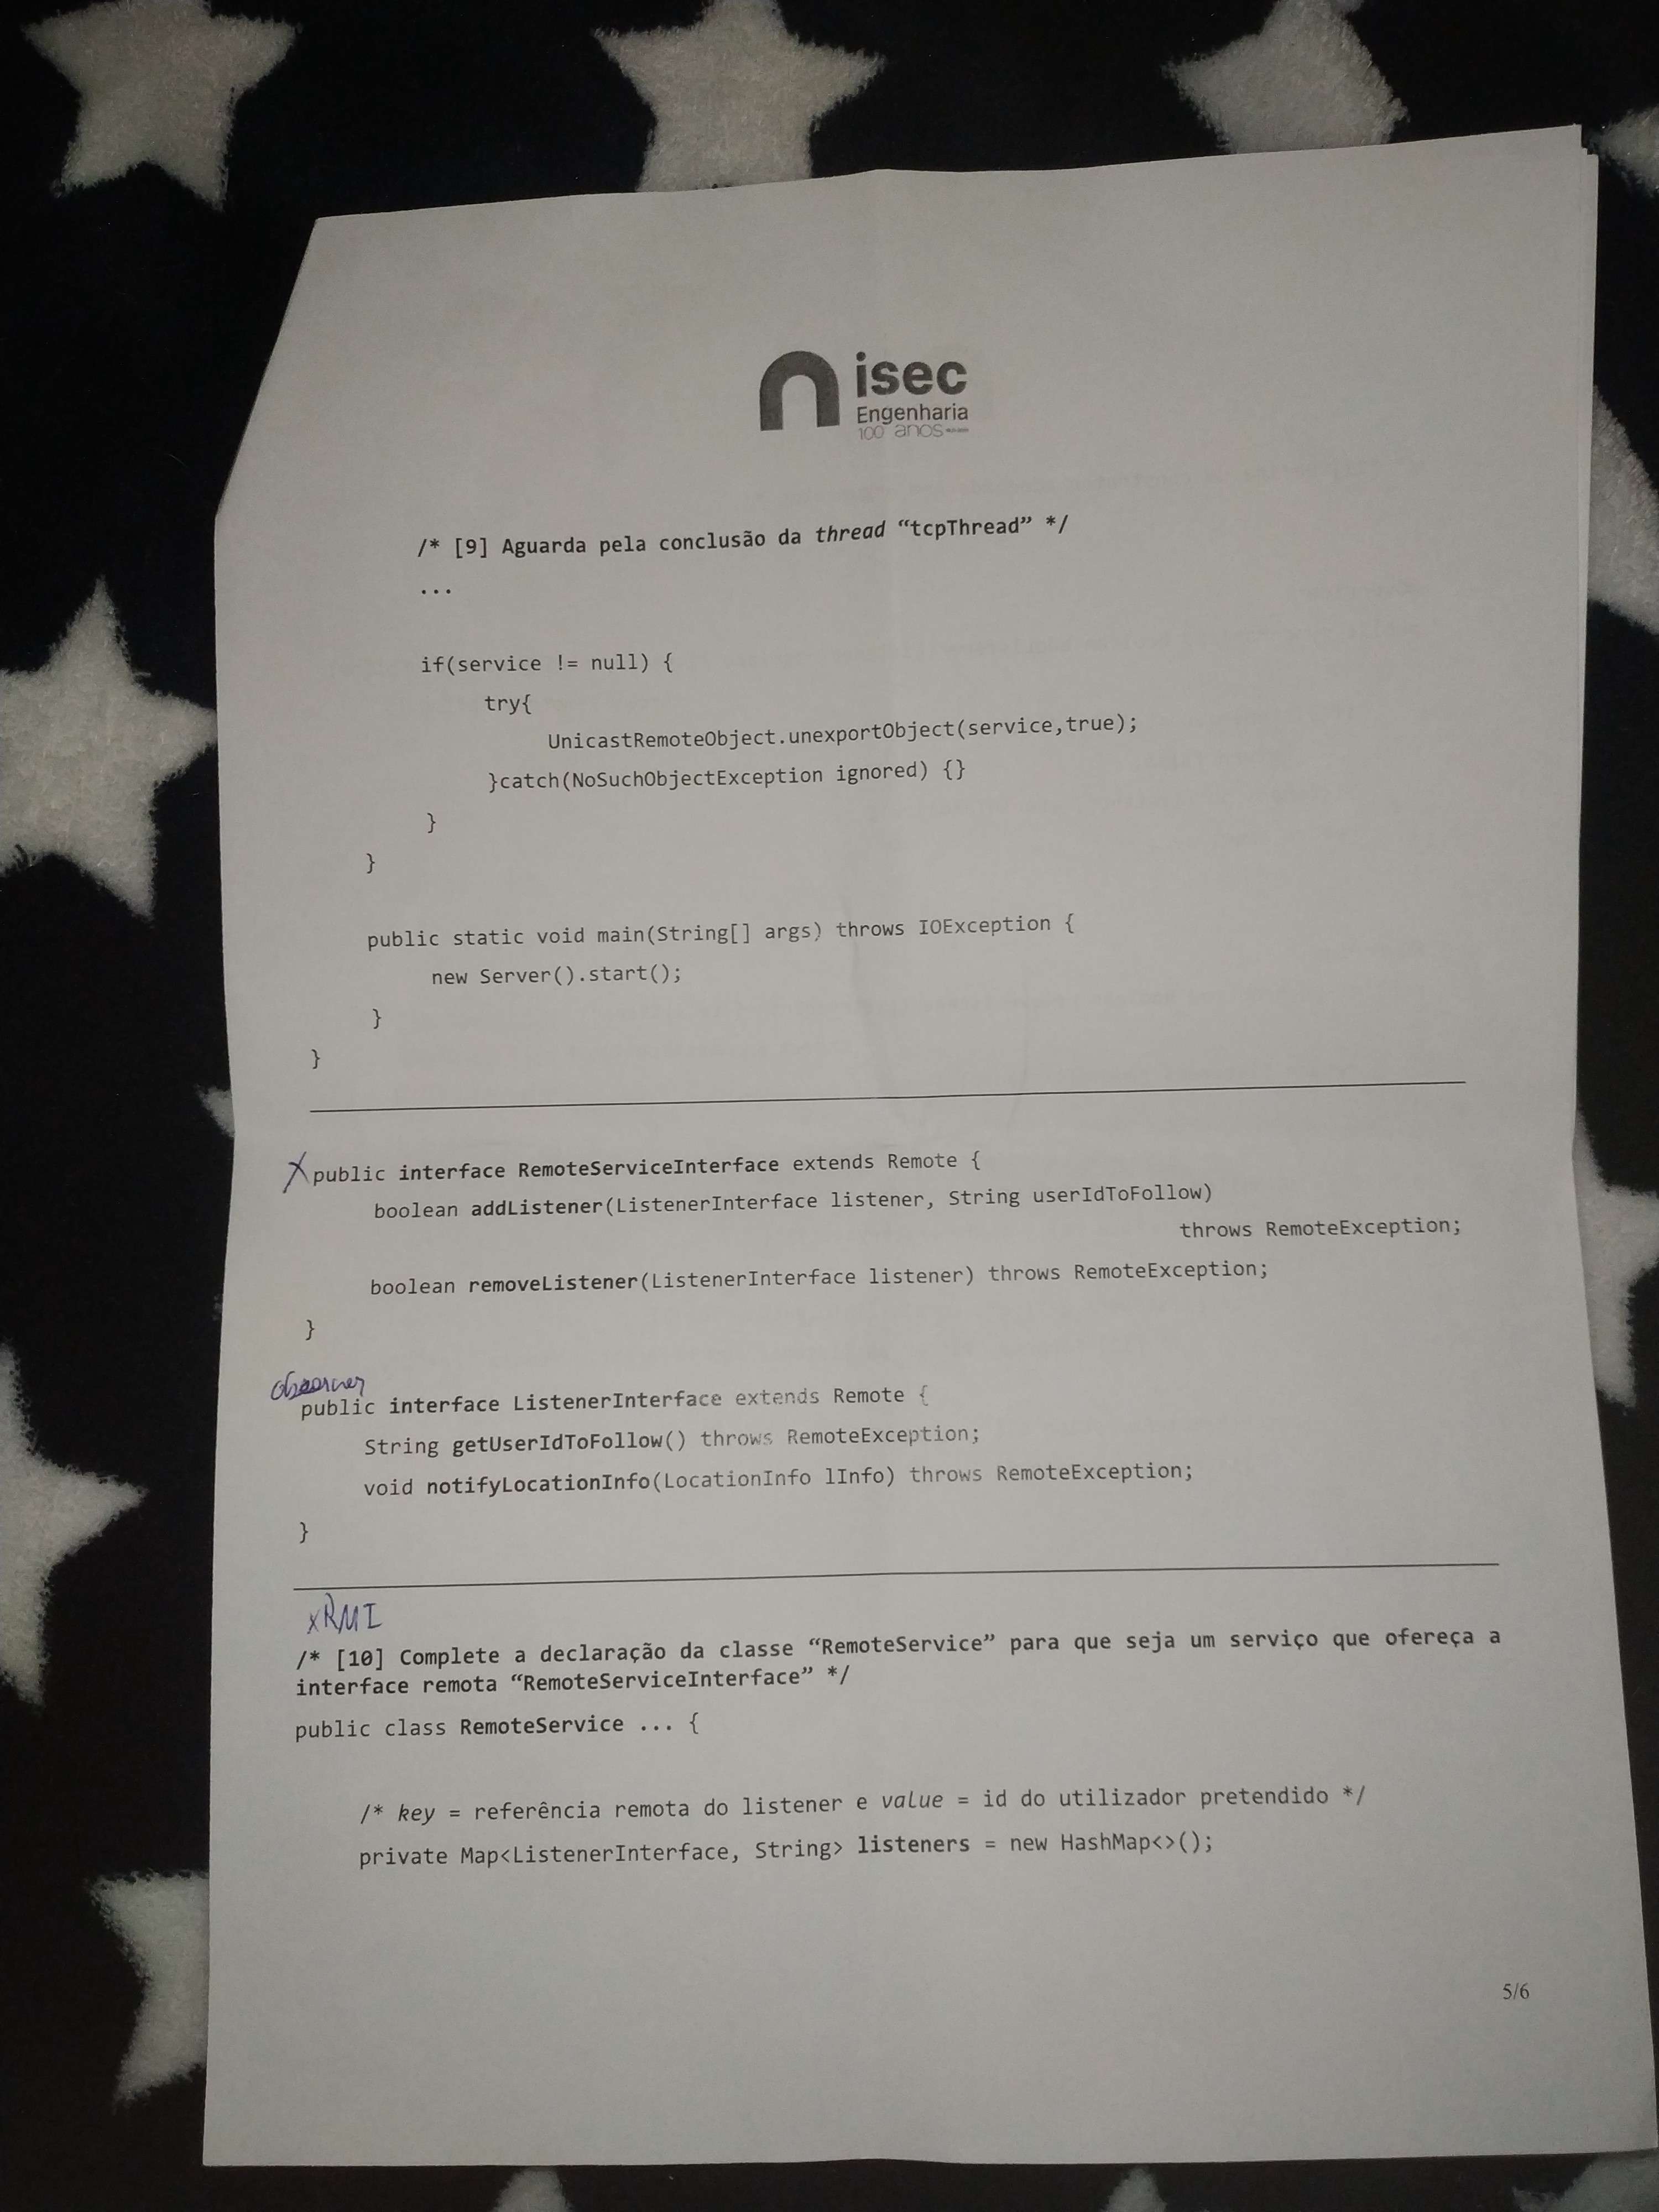 isec
Engenharia
100 anos
/* [9] Aguarda pela conclusão da thread “tcpThread” */
...
if(service != null) {
try{
UnicastRemoteObject.unexportObject(service,true);
}catch(NoSuchObjectException ignored) {}
}
}
public static void main(String[] args) throws IOException {
new Server().start();
}
}
X public interface RemoteServiceInterface extends Remote {
boolean addListener(ListenerInterface listener, String userIdToFollow)
throws RemoteException;
boolean removeListener(ListenerInterface listener) throws RemoteException;
}
public interface ListenerInterface extends Remote {
String getUserIdToFollow() throws RemoteException;
void notifyLocationInfo(LocationInfo lInfo) throws RemoteException;
}
xRMI
/* [10] Complete a declaração da classe “RemoteService” para que seja um serviço que ofereça a
interface remota “RemoteServiceInterface” */
public class RemoteService ... {
/* key = referência remota do listener e value = id do utilizador pretendido */
private Map<ListenerInterface, String> listeners = new HashMap<>();
5/6